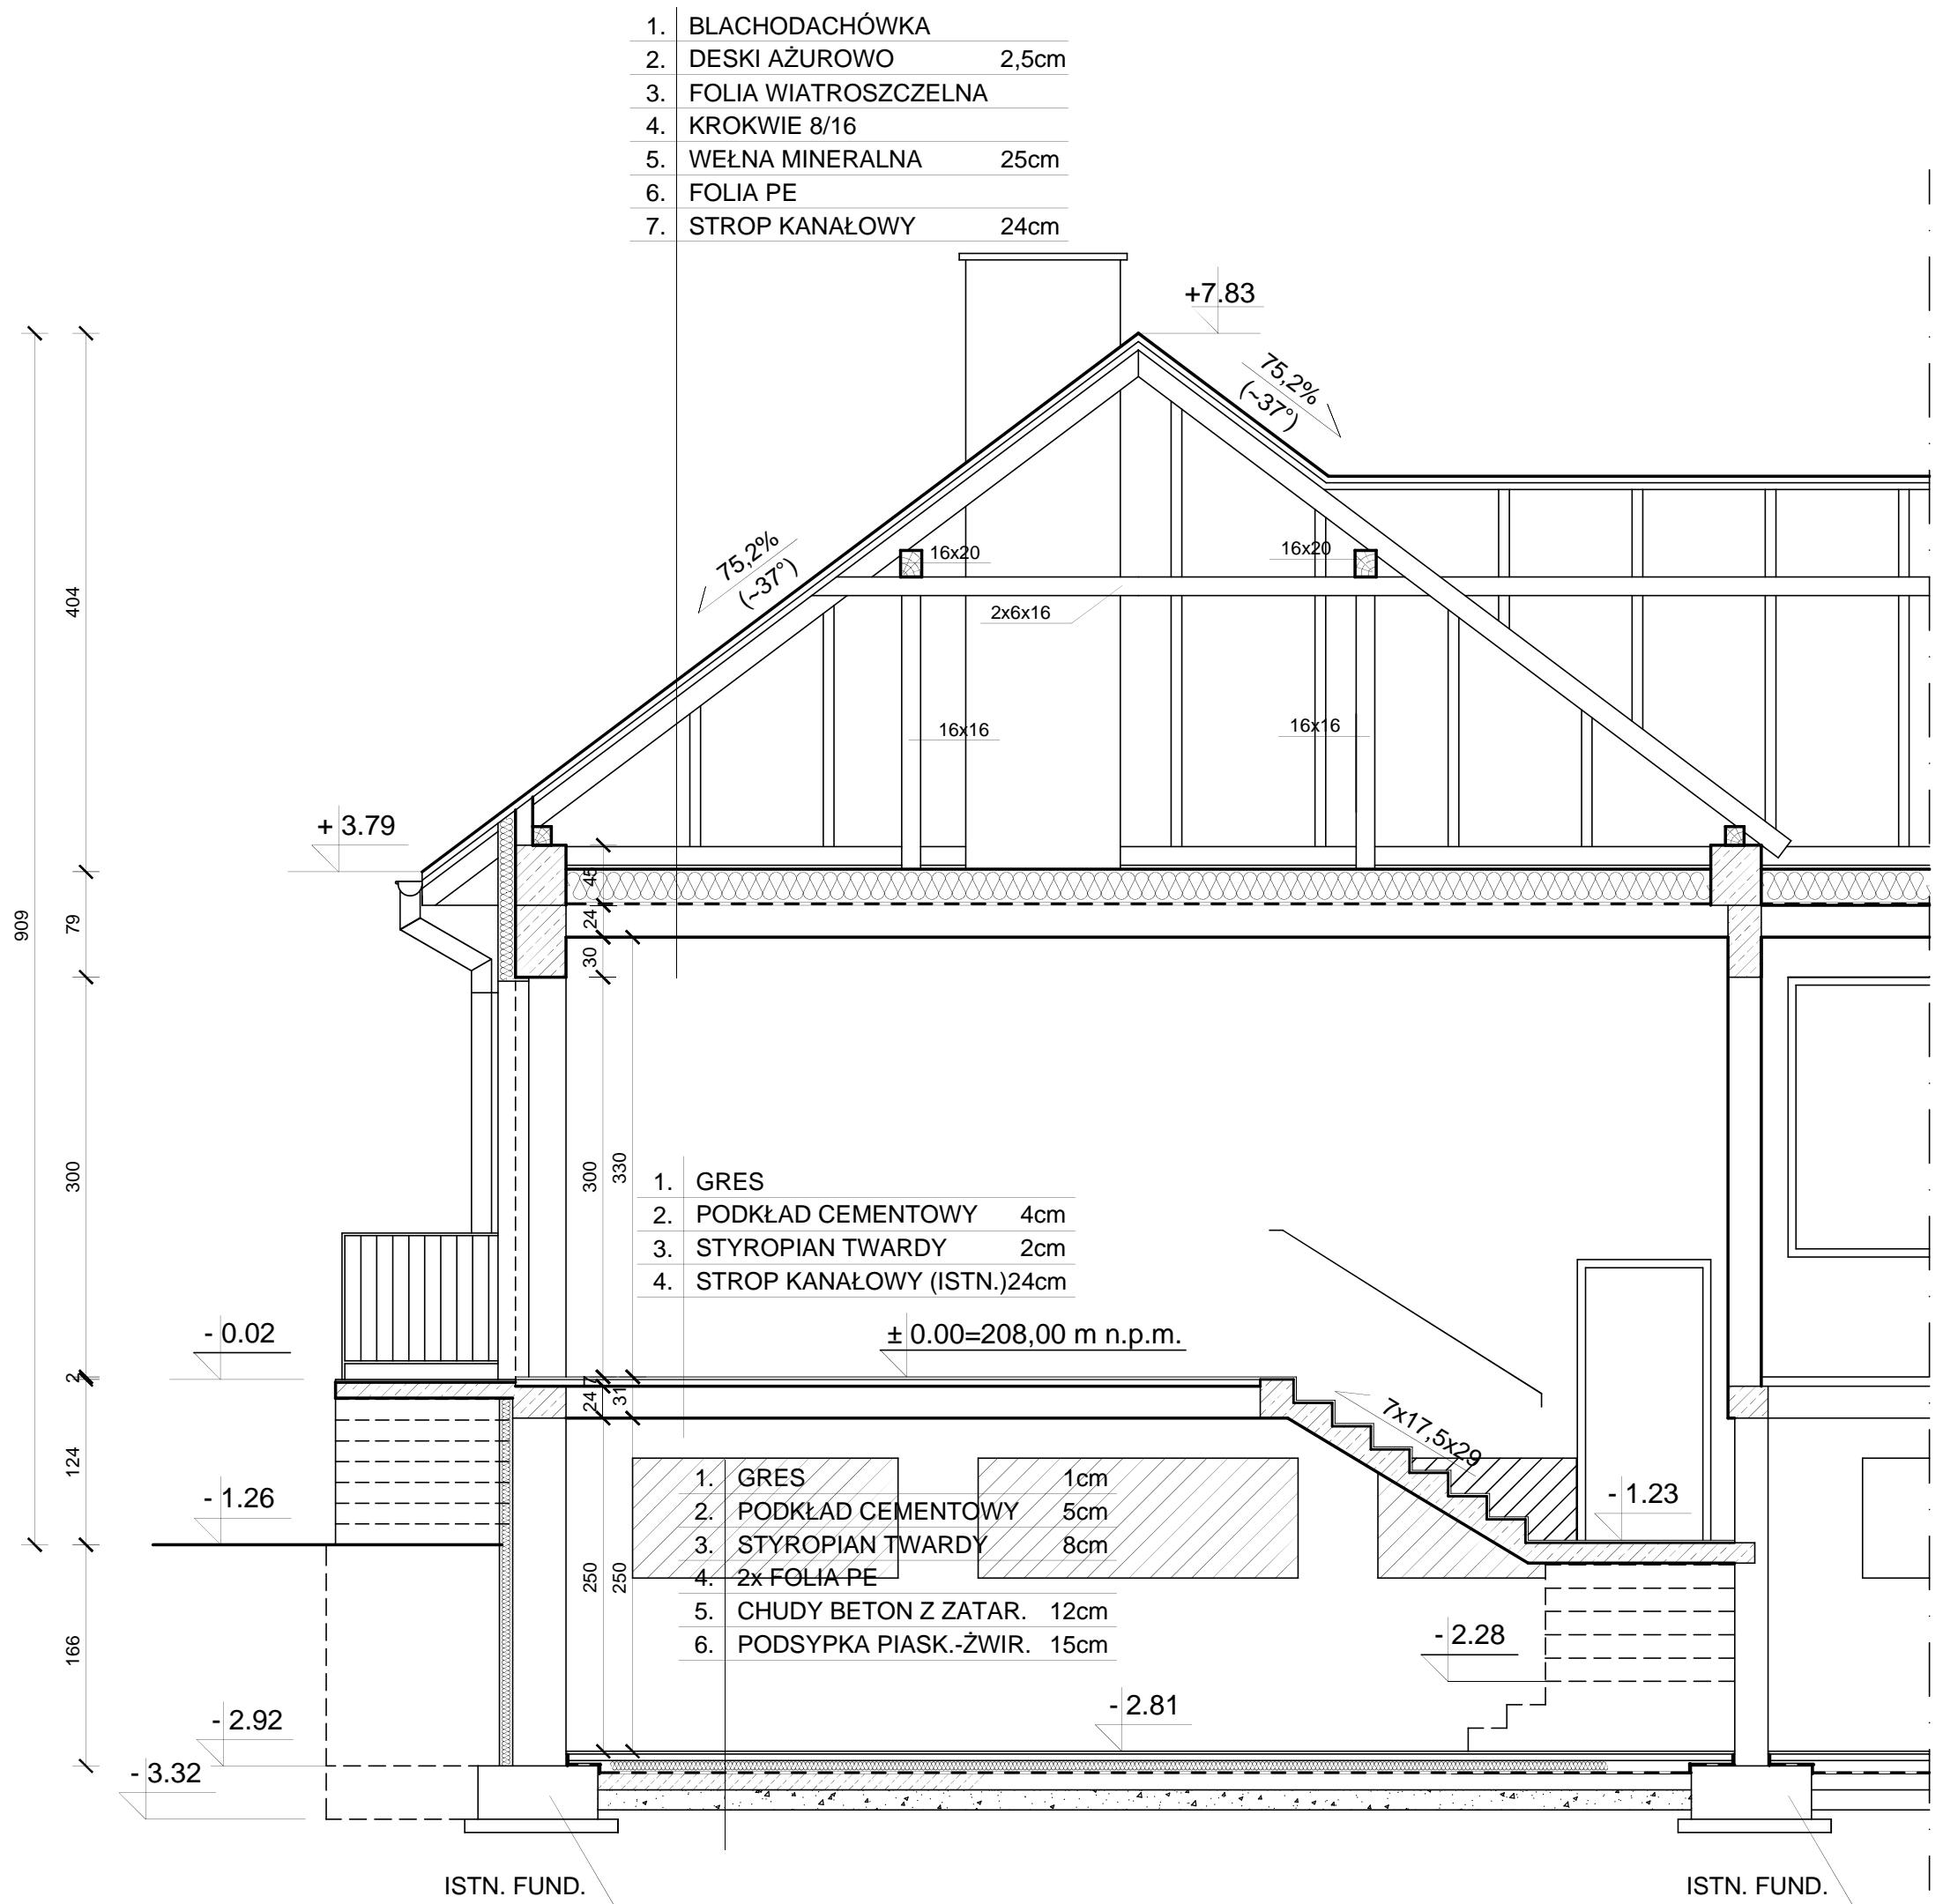 1. BLACHODACHÓWKA
2. DESKI AŻUROWO 2,5cm
3. FOLIA WIATROSZCZELNA
4. KROKWIE 8/16
5. WEŁNA MINERALNA 25cm
6. FOLIA PE
7. STROP KANAŁOWY 24cm
+7.83
75,2%
(~37°)
75,2%
(~37°)
16x20
16x20
2x6x16
16x16
16x16
404
+ 3.79
45
24
30
79
909
300
300
330
1. GRES
2. PODKŁAD CEMENTOWY 4cm
3. STYROPIAN TWARDY 2cm
4. STROP KANAŁOWY (ISTN.)24cm
- 0.02
± 0.00=208,00 m n.p.m.
2
7
24
31
7x17,5x29
124
- 1.26
- 1.23
1. GRES 1cm
2. PODKŁAD CEMENTOWY 5cm
3. STYROPIAN TWARDY 8cm
4. 2x FOLIA PE
5. CHUDY BETON Z ZATAR. 12cm
6. PODSYPKA PIASK.-ŻWIR. 15cm
250
250
166
- 2.28
- 2.81
- 2.92
- 3.32
ISTN. FUND.
ISTN. FUND.